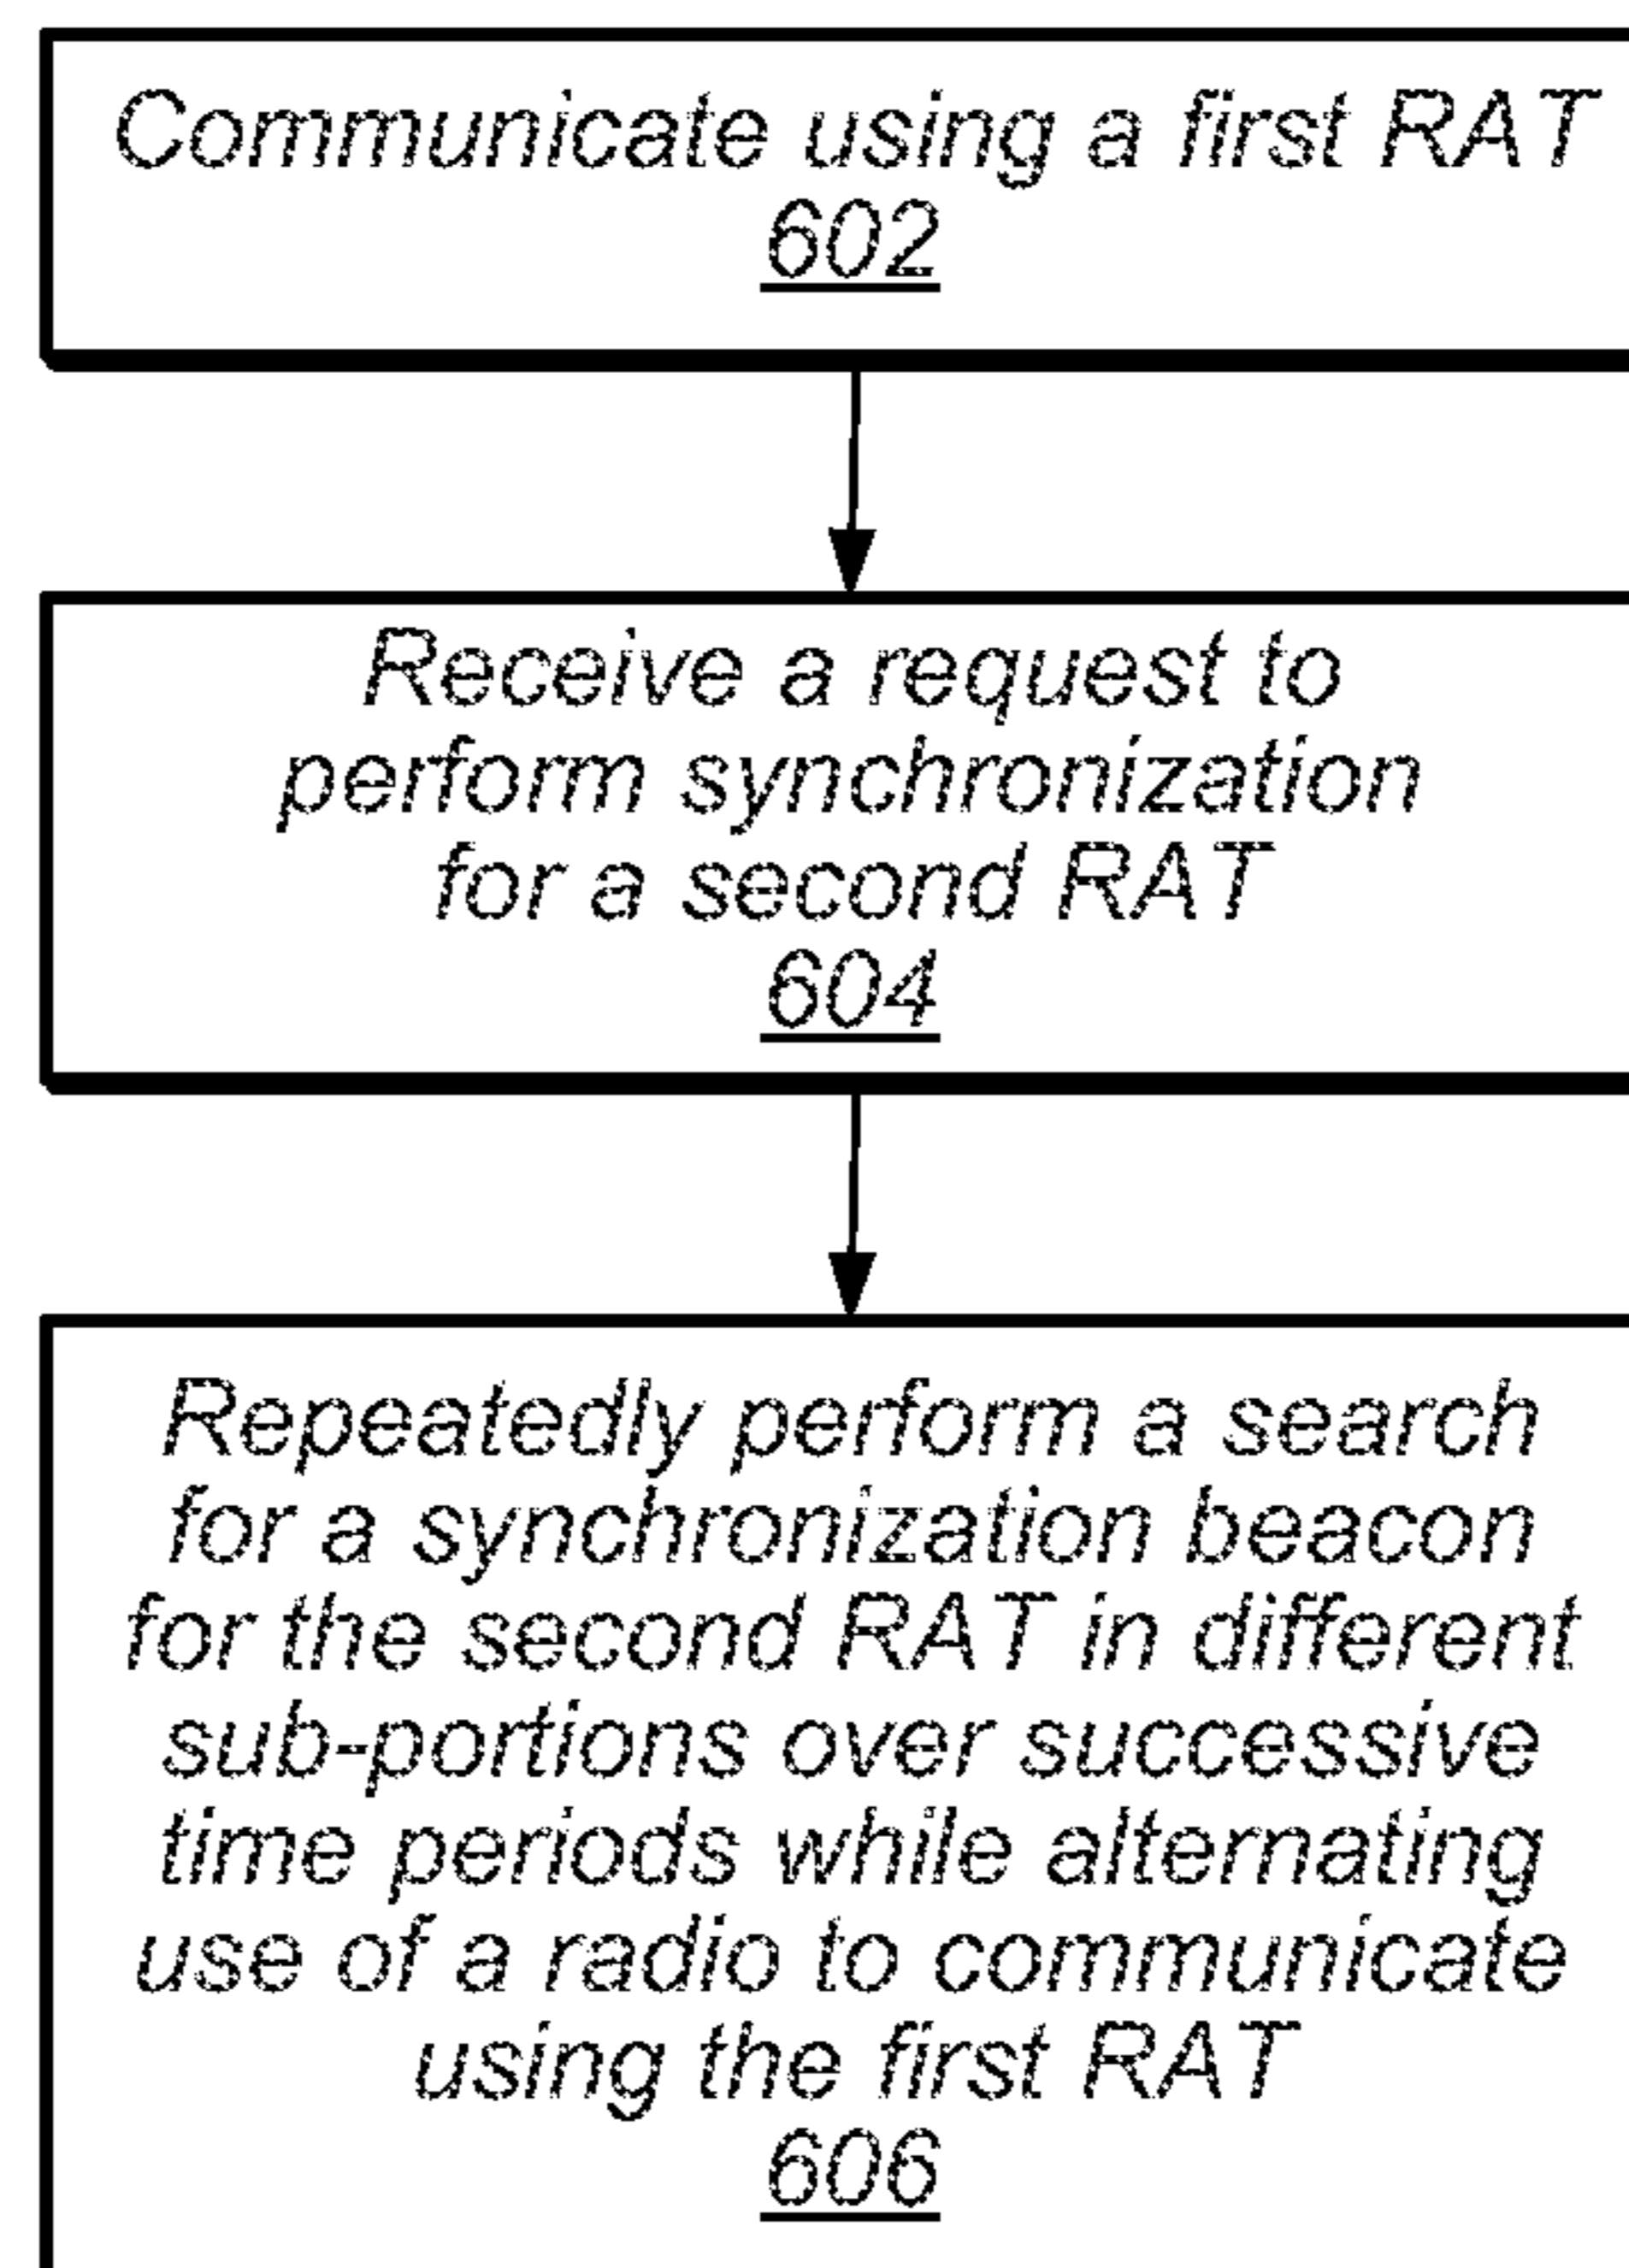 Communicate using a first RAT
602
Receive a request to
perform synchronization
for a second RAT
604
Repeatedly perform a search
for a synchronization beacon
for the second RAT in different
sub-portions over successive
time periods while alternating
use of a radio to communicate
using the first RAT
606